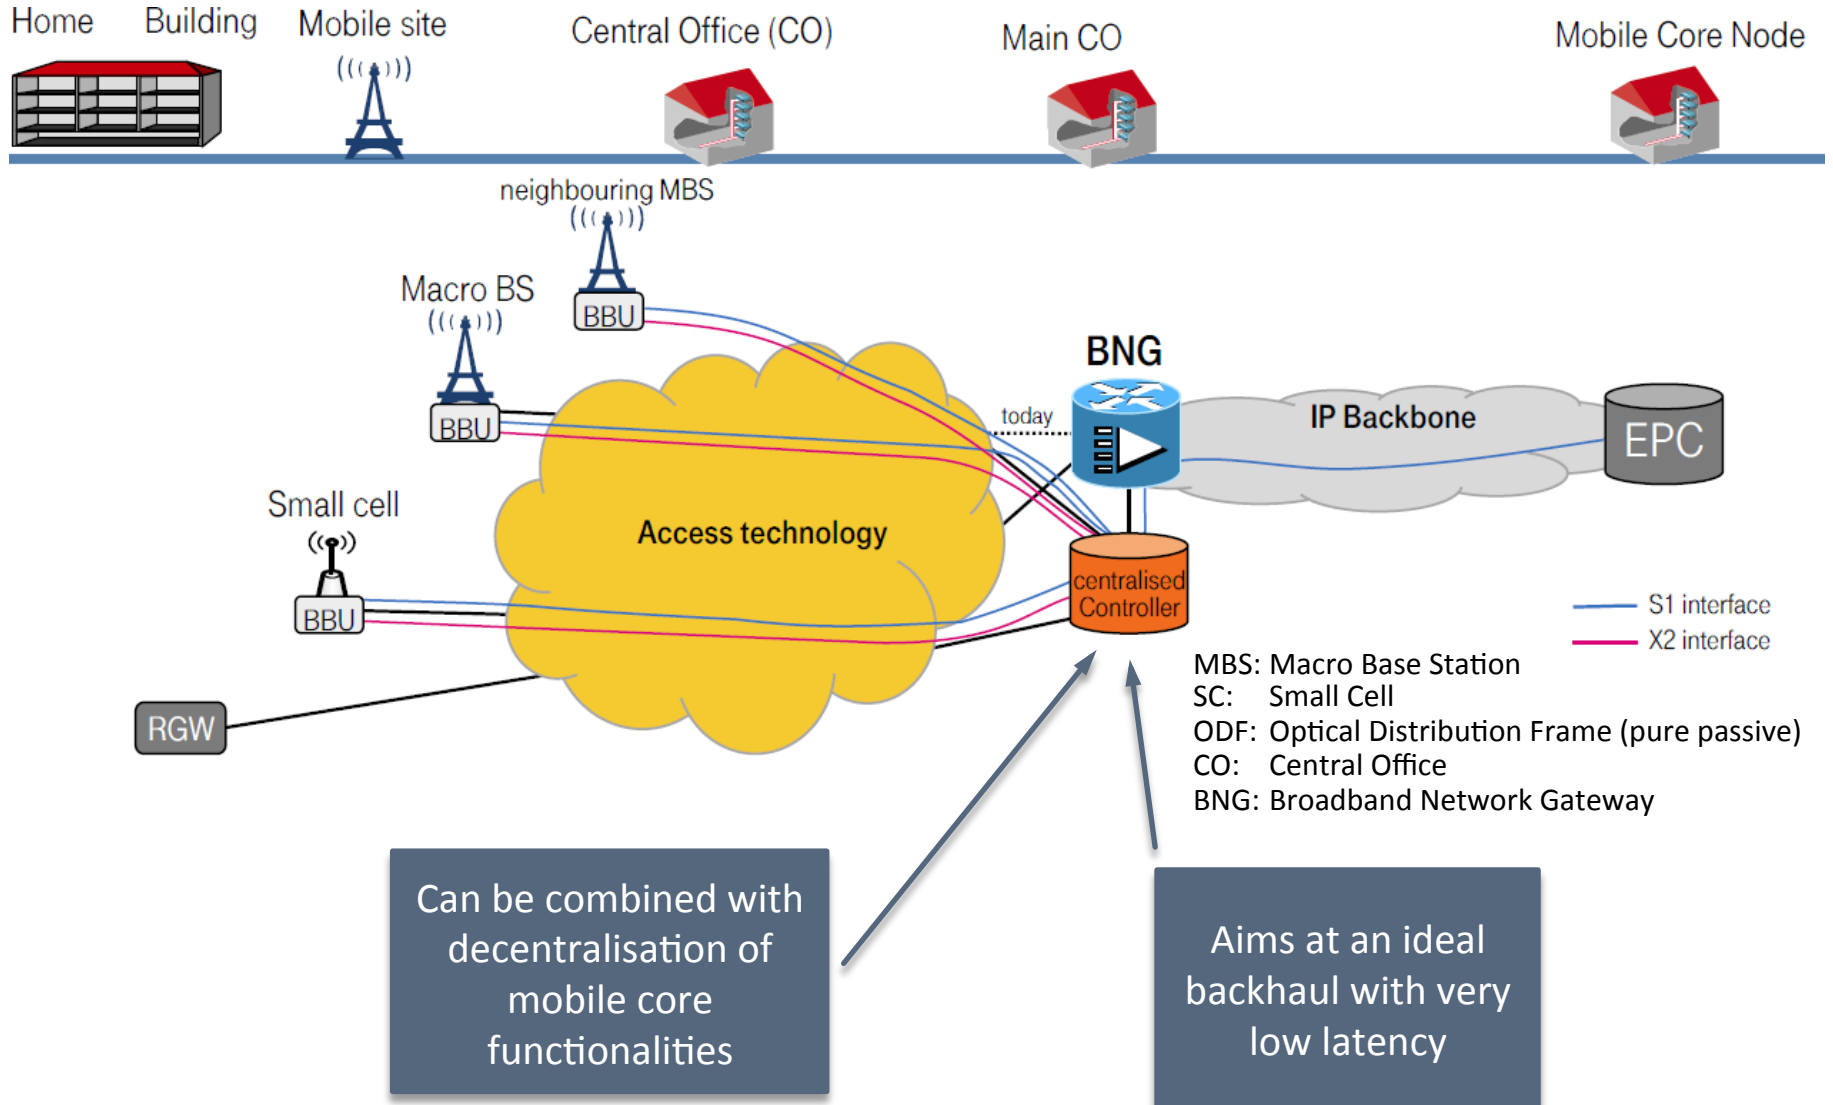 Home
Building
Mobile site
Central Office (CO)
Main CO
Mobile Core Node
neighbouring MBS
BBU
Macro BS
BBU
BNG
today
IP Backbone
EPC
Small cell
BBU
Access technology
centralised
Controller
S1 interface
X2 interface
RGW
MBS: Macro Base Station
SC: Small Cell
ODF: Optical Distribution Frame (pure passive)
CO: Central Office
BNG: Broadband Network Gateway
Can be combined with
decentralisation of
mobile core
functionalities
Aims at an ideal
backhaul with very
low latency